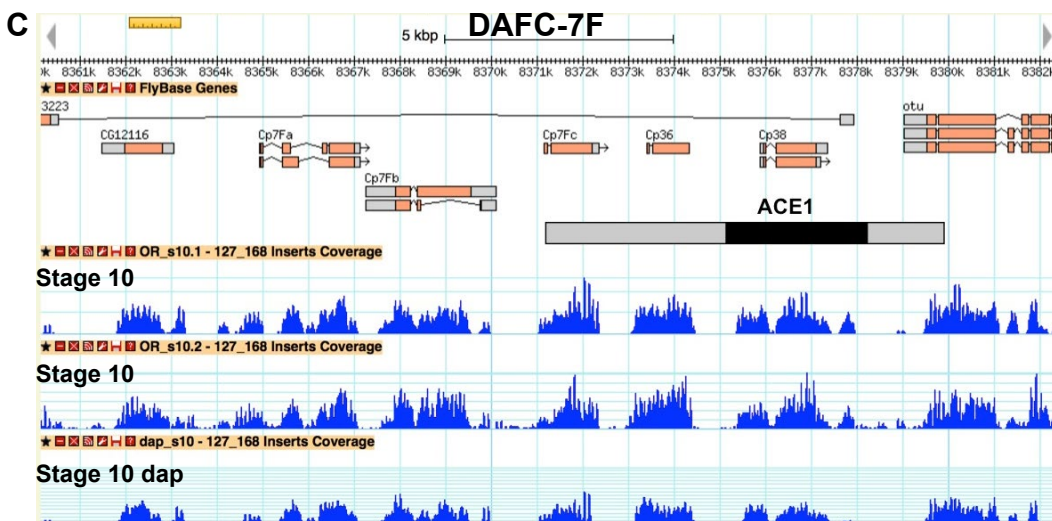 C
DAFC-7F
5 kbp
8361k 8362k 8363k 8364k 8365k 8366k 8367k 8368k 8369k 8370k 8371k 8372k 8373k 8374k 8375k 8376k 8377k 8378k 8379k 8380k 8381k 8382k
FlyBase Genes
3223
otu
CG12116
Cp7Fa
Cp7Fc
Cp36
Cp38
Cp7Fb
ACE1
OR_s10.1 - 127_168 Inserts Coverage
Stage 10
OR_s10.2 - 127_168 Inserts Coverage
Stage 10
dap_s10 - 127_168 Inserts Coverage
Stage 10 dap